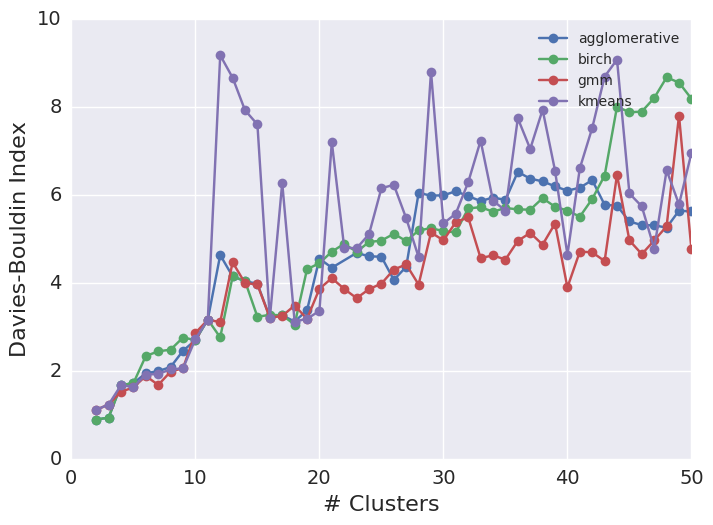 10
8
6
4
2
0
Davies-Bouldin Index
agglomerative
birch
gmm
kmeans
0 10 20 30 40 50
# Clusters